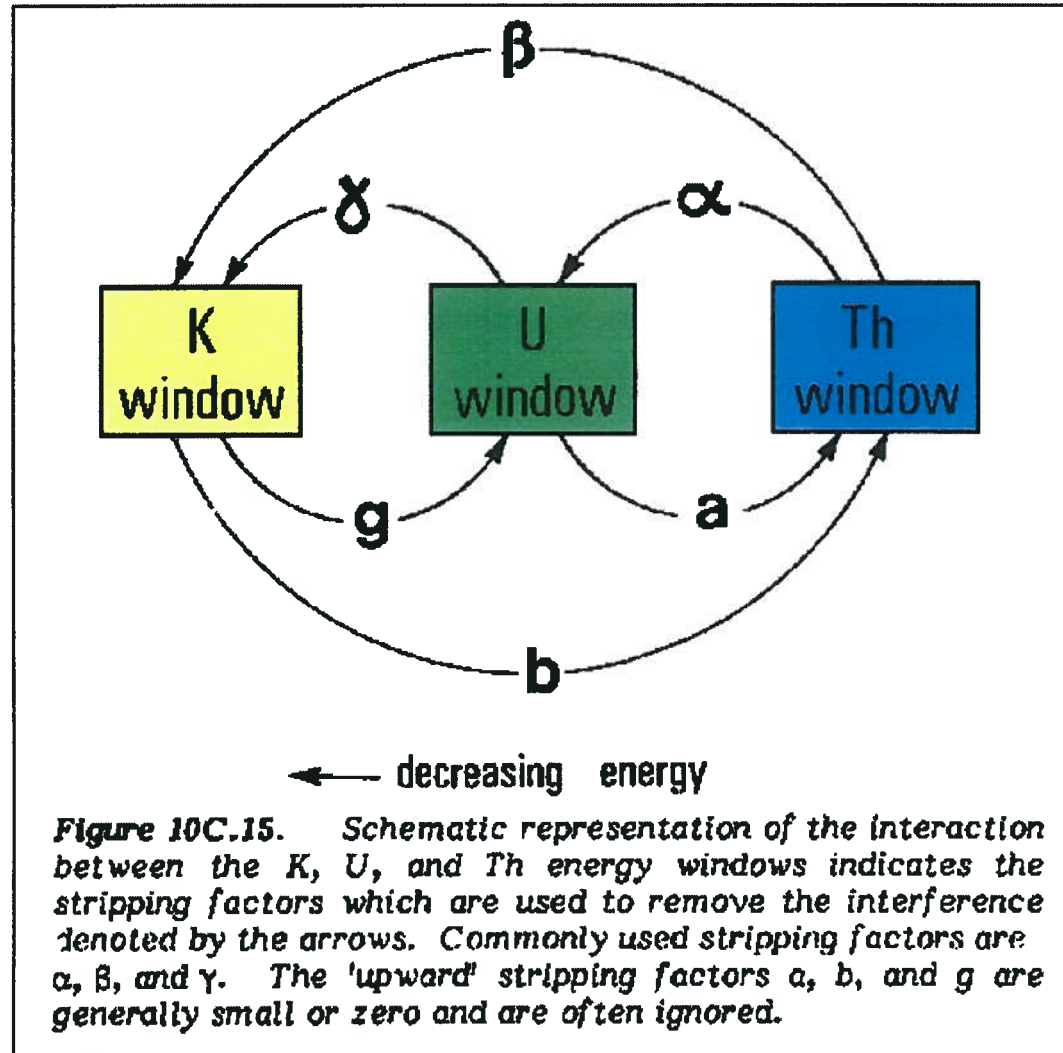 β
γ
α
K
window
U
window
Th
window
g
a
b
decreasing energy
Figure 10C.15. Schematic representation of the interaction
between the K, U, and Th energy windows indicates the
stripping factors which are used to remove the interference
denoted by the arrows. Commonly used stripping factors are
α, β, and γ. The 'upward' stripping factors a, b, and g are
generally small or zero and are often ignored.